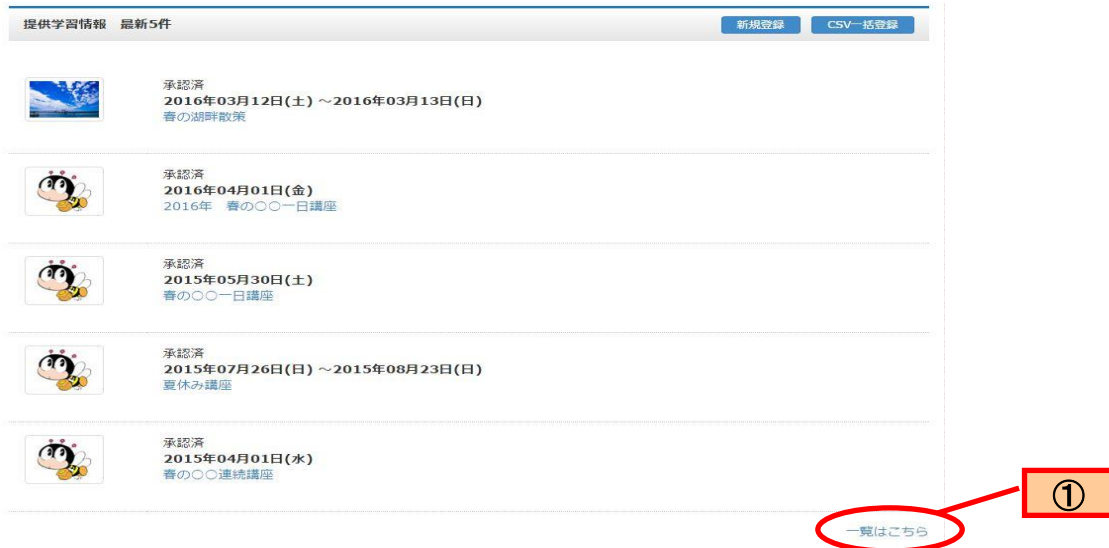 提供学習情報 最新5件 新規登録 CSV一括登録
承認済
2016年03月12日(土)～2016年03月13日(日)
春の湖畔散策
承認済
2016年04月01日(金)
2016年 春の○○一日講座
承認済
2015年05月30日(土)
春の○○一日講座
承認済
2015年07月26日(日)～2015年08月23日(日)
夏休み講座
承認済
2015年04月01日(水)
春の○○連続講座
一覧はこちら
①